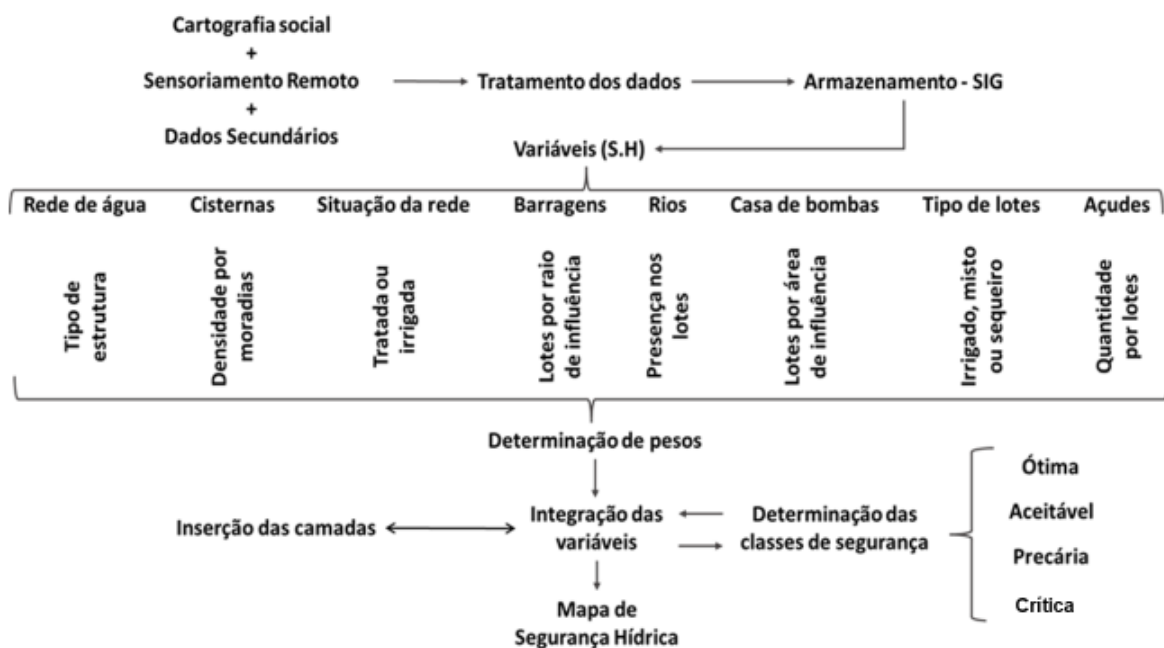 Cartografia social
+
Sensoriamento Remoto
+
Dados Secundários
Tratamento dos dados
Armazenamento - SIG
Variáveis (S.H)
Rede de água
Cisternas
Situação da rede
Barragens
Rios
Casa de bombas
Tipo de lotes
Açudes
Tipo de
estrutura
Densidade por
moradias
Tratada ou
irrigada
Lotes por raio
de influência
Presença nos
lotes
Lotes por área
de influência
Irrigado, misto
ou sequeiro
Quantidade
por lotes
Determinação de pesos
Inserção das camadas
Integração das
variáveis
Determinação das
classes de segurança
Ótima
Aceitável
Precária
Crítica
Mapa de
Segurança Hídrica